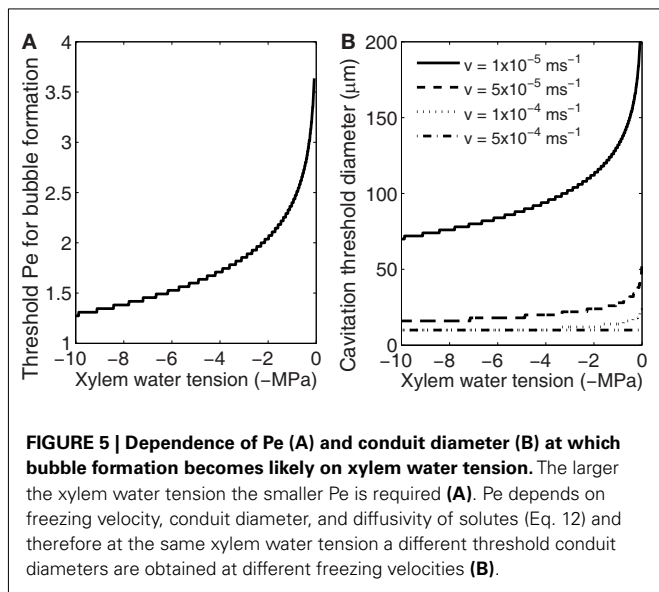 A
B
Threshold Pe for bubble formation
4
3.5
3
2.5
2
1.5
1
−10 −8 −6 −4 −2 0
Xylem water tension (−MPa)
Cavitation threshold diameter (μm)
200
150
100
50
0
v = 1x10⁻⁵ ms⁻¹
v = 5x10⁻⁵ ms⁻¹
v = 1x10⁻⁴ ms⁻¹
v = 5x10⁻⁴ ms⁻¹
−10 −8 −6 −4 −2 0
Xylem water tension (−MPa)
FIGURE 5 | Dependence of Pe (A) and conduit diameter (B) at which
bubble formation becomes likely on xylem water tension. The larger
the xylem water tension the smaller Pe is required (A). Pe depends on
freezing velocity, conduit diameter, and diffusivity of solutes (Eq. 12) and
therefore at the same xylem water tension a different threshold conduit
diameters are obtained at different freezing velocities (B).